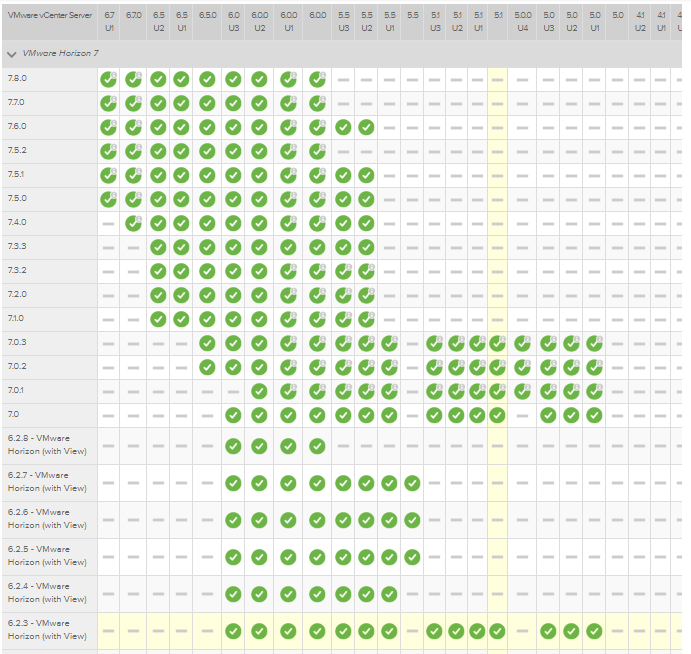 VMware vCenter Server 6.7 6.7.0 6.5 6.5 6.5.0 6.0 6.0.0 6.0.0 6.0.0 5.5 5.5 5.5 5.5 5.1 5.1 5.1 5.1 5.0.0 5.0 5.0 5.0 5.0 4.1 4.1 4
U1 U2 U1 U3 U2 U1 U3 U2 U1 U3 U2 U1 U4 U3 U2 U1 U2 U1 U
VMware Horizon 7
7.8.0
7.7.0
7.6.0
7.5.2
7.5.1
7.5.0
7.4.0
7.3.3
7.3.2
7.2.0
7.1.0
7.0.3
7.0.2
7.0.1
7.0
6.2.8 - VMware
Horizon (with View)
6.2.7 - VMware
Horizon (with View)
6.2.6 - VMware
Horizon (with View)
6.2.5 - VMware
Horizon (with View)
6.2.4 - VMware
Horizon (with View)
6.2.3 - VMware
Horizon (with View)